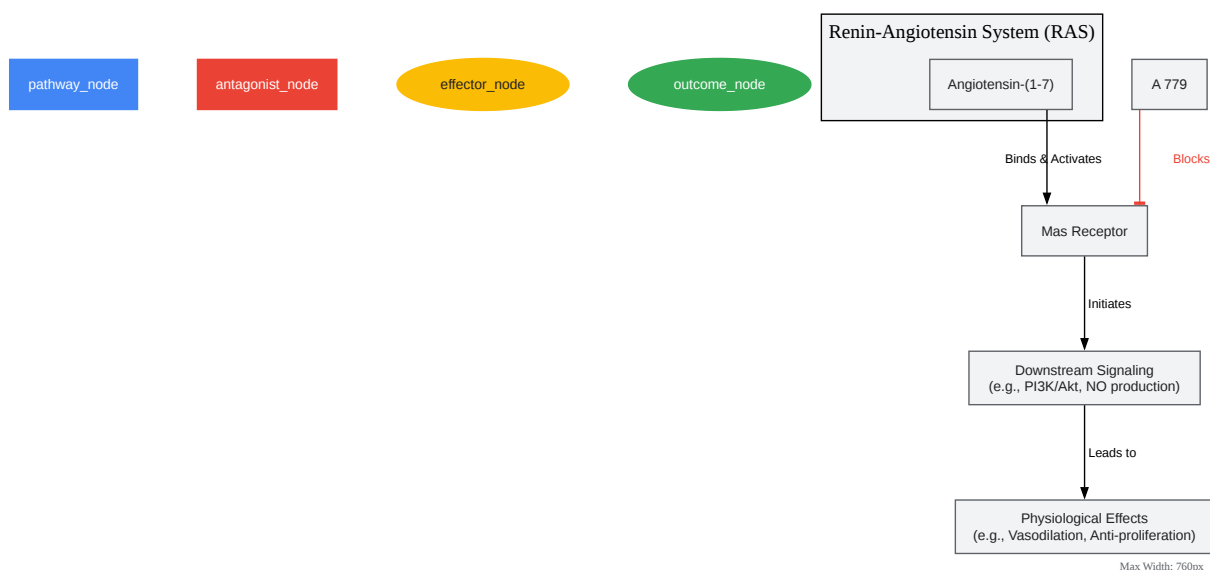 Renin-Angiotensin System (RAS)
pathway_node
antagonist_node
effector_node
outcome_node
Angiotensin-(1-7)
A 779
Binds & Activates
Blocks
Mas Receptor
Initiates
Downstream Signaling
(e.g., PI3K/Akt, NO production)
Leads to
Physiological Effects
(e.g., Vasodilation, Anti-proliferation)
Max Width: 760px